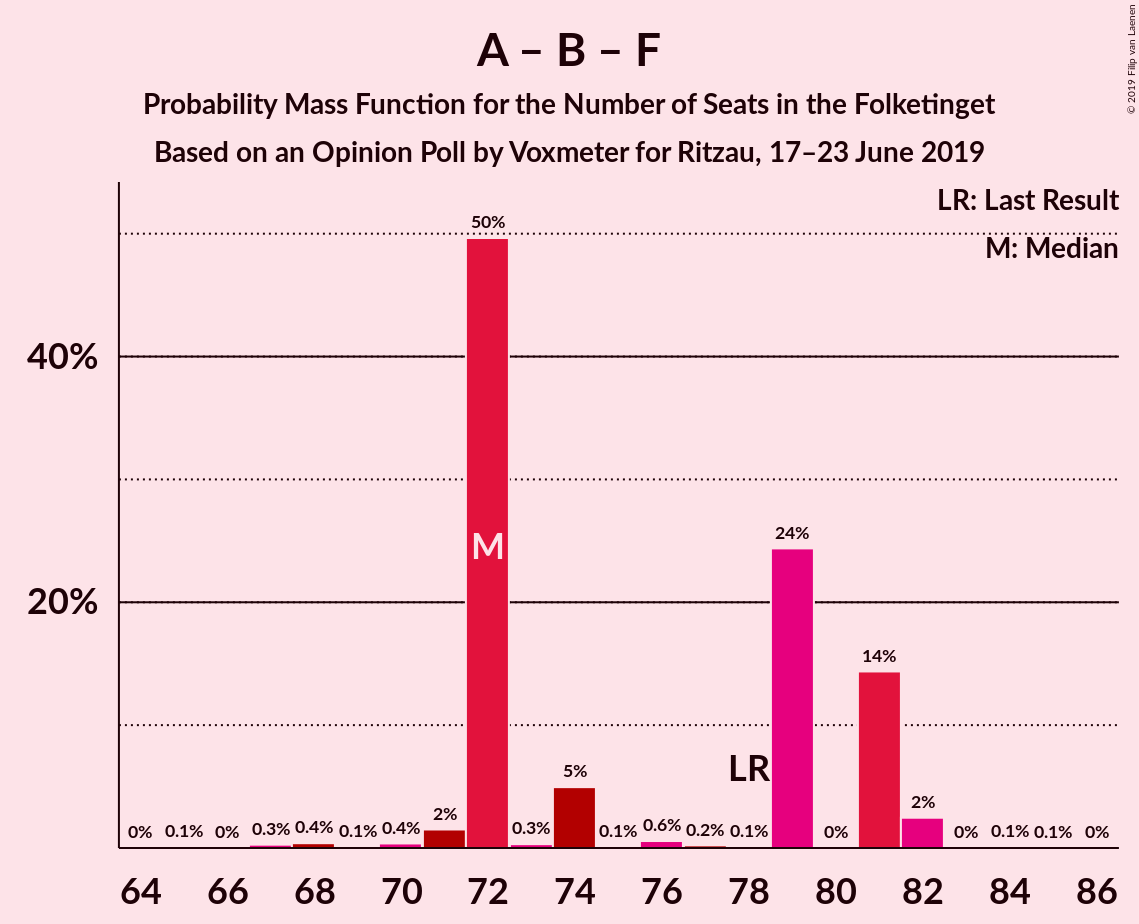 A – B – F
Probability Mass Function for the Number of Seats in the Folketinget
Based on an Opinion Poll by Voxmeter for Ritzau, 17–23 June 2019
© 2019 Filip van Laenen
LR: Last Result
M: Median
40%
20%
0%
0.1%
0%
0.3%
0.4%
0.1%
0.4%
2%
50%
0.3%
5%
0.1%
0.6%
0.2%
0.1%
24%
0%
14%
2%
0%
0.1%
0.1%
0%
M
LR
64 66 68 70 72 74 76 78 80 82 84 86